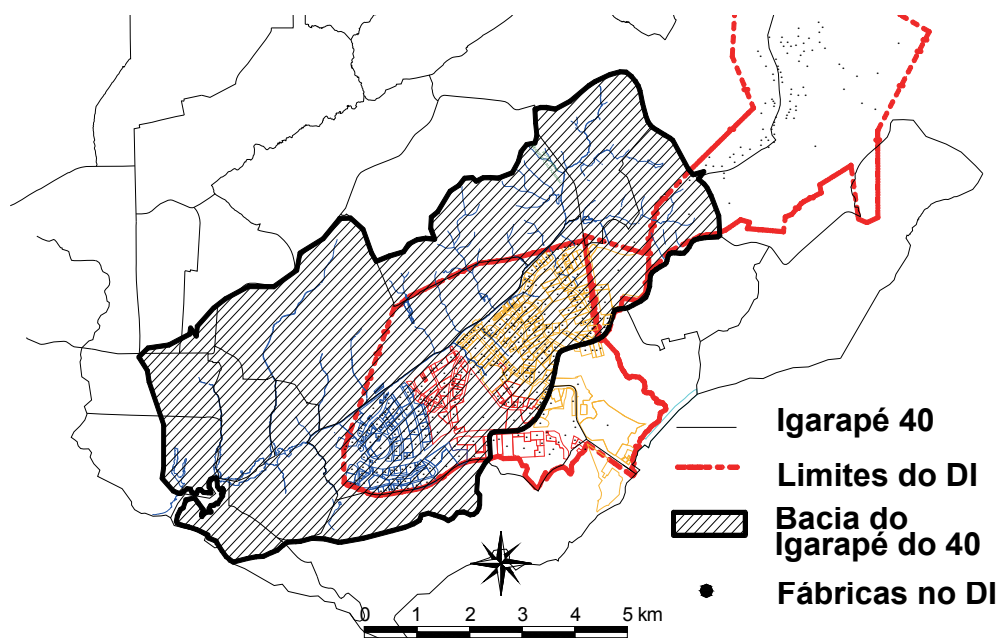 Igarapé 40
Limites do DI
Bacia do
Igarapé do 40
Fábricas no DI
0 1 2 3 4 5 km